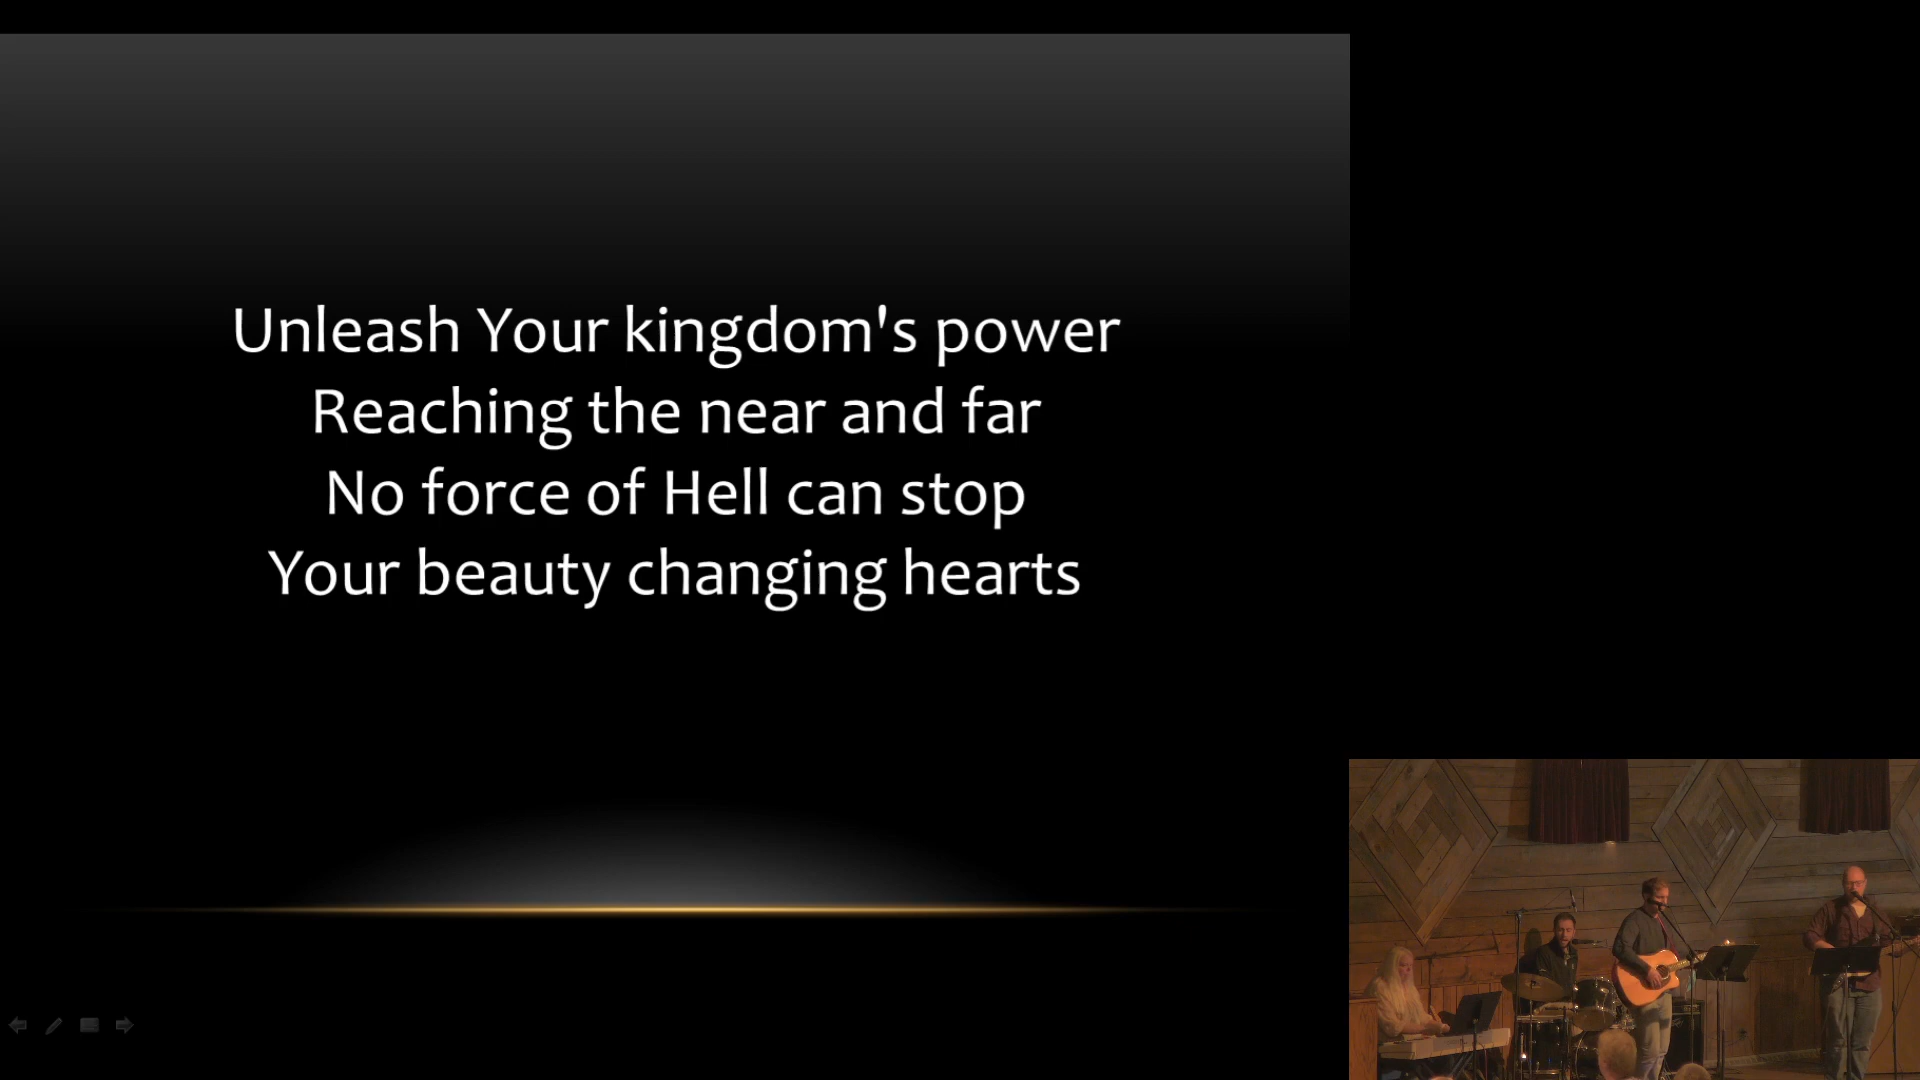 Unleash Your kingdom's power
Reaching the near and far
No force of Hell can stop
Your beauty changing hearts